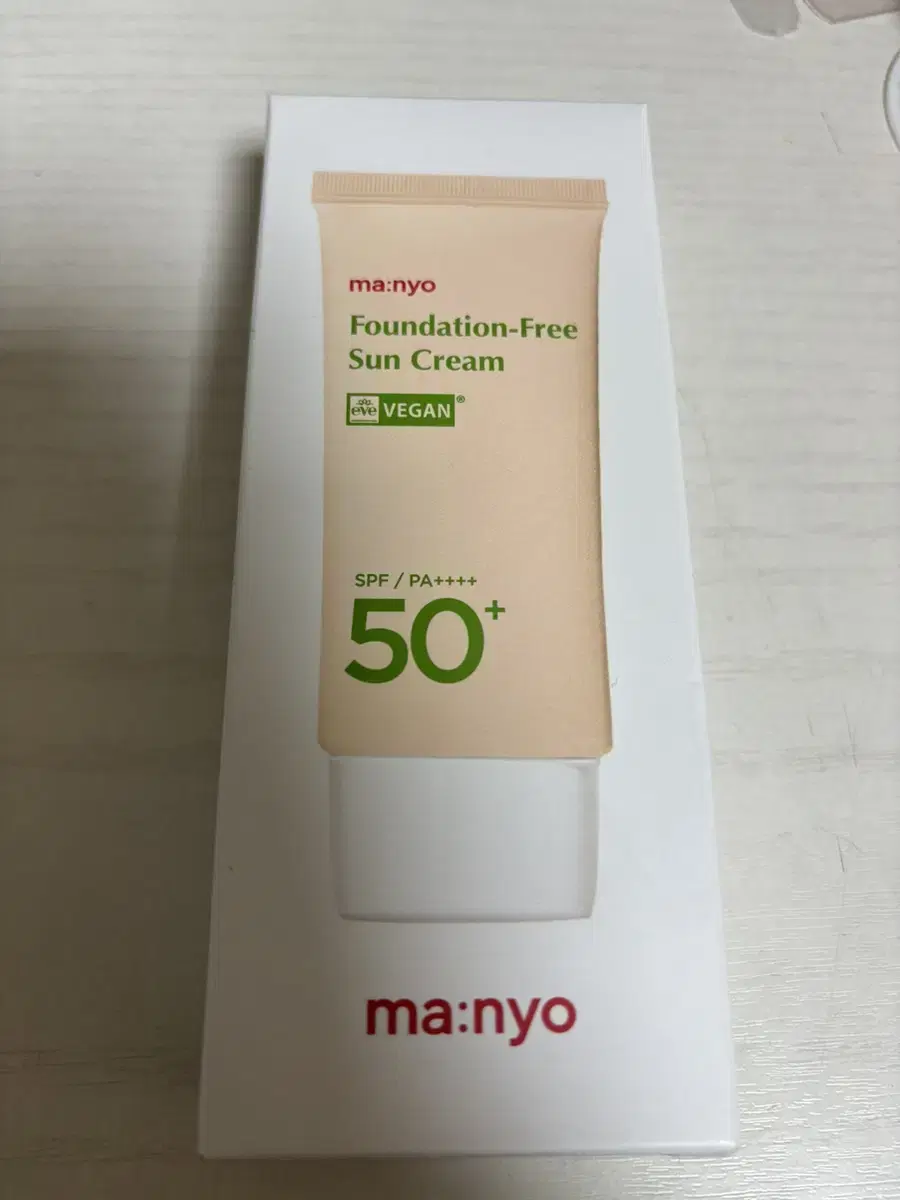 ma:nyo
Foundation-Free
Sun Cream
eve VEGAN®
SPF / PA++++
50+
ma:nyo